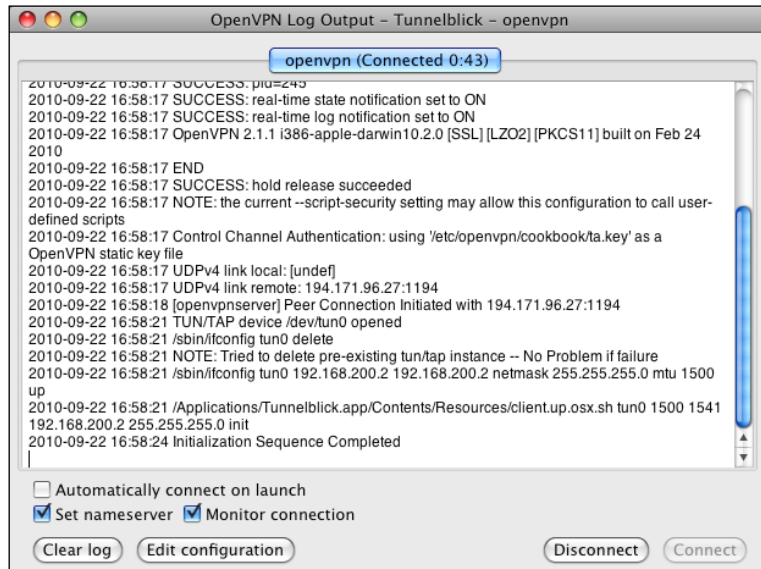 OpenVPN Log Output – Tunnelblick – openvpn
openvpn (Connected 0:43)
2010-09-22 16:58:17 SUCCESS: pid=245
2010-09-22 16:58:17 SUCCESS: real-time state notification set to ON
2010-09-22 16:58:17 SUCCESS: real-time log notification set to ON
2010-09-22 16:58:17 OpenVPN 2.1.1 i386-apple-darwin10.2.0 [SSL] [LZO2] [PKCS11] built on Feb 24
2010
2010-09-22 16:58:17 END
2010-09-22 16:58:17 SUCCESS: hold release succeeded
2010-09-22 16:58:17 NOTE: the current --script-security setting may allow this configuration to call user-
defined scripts
2010-09-22 16:58:17 Control Channel Authentication: using '/etc/openvpn/cookbook/ta.key' as a
OpenVPN static key file
2010-09-22 16:58:17 UDPv4 link local: [undef]
2010-09-22 16:58:17 UDPv4 link remote: 194.171.96.27:1194
2010-09-22 16:58:18 [openvpnserver] Peer Connection Initiated with 194.171.96.27:1194
2010-09-22 16:58:21 TUN/TAP device /dev/tun0 opened
2010-09-22 16:58:21 /sbin/ifconfig tun0 delete
2010-09-22 16:58:21 NOTE: Tried to delete pre-existing tun/tap instance -- No Problem if failure
2010-09-22 16:58:21 /sbin/ifconfig tun0 192.168.200.2 192.168.200.2 netmask 255.255.255.0 mtu 1500
up
2010-09-22 16:58:21 /Applications/Tunnelblick.app/Contents/Resources/client.up.osx.sh tun0 1500 1541
192.168.200.2 255.255.255.0 init
2010-09-22 16:58:24 Initialization Sequence Completed
Automatically connect on launch
Set nameserver Monitor connection
Clear log Edit configuration Disconnect Connect